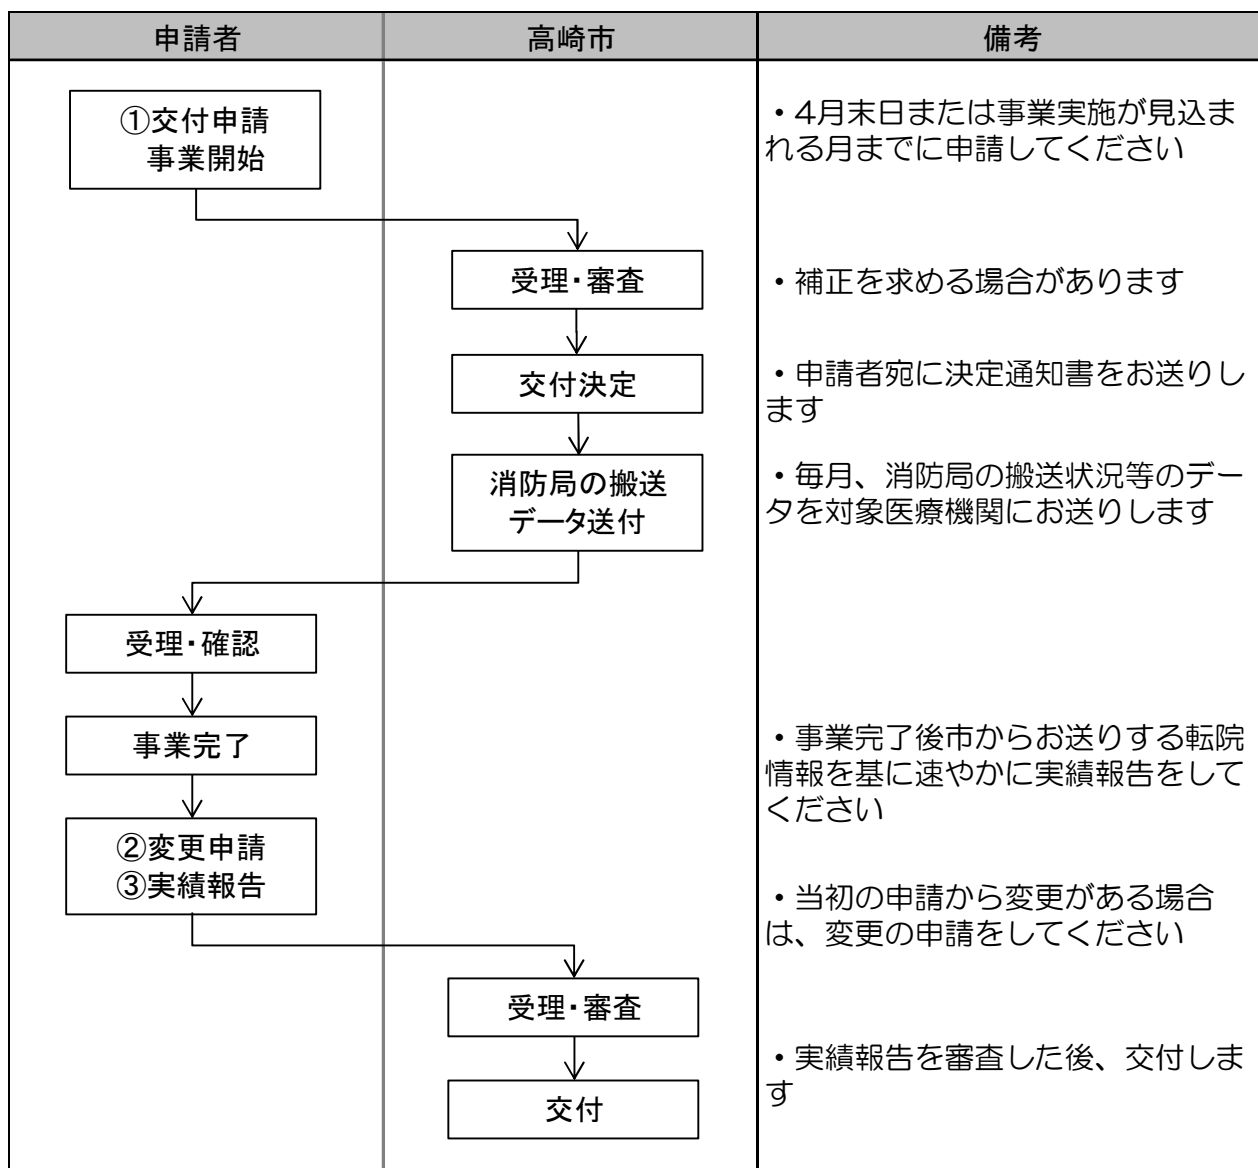 申請者
高崎市
備考
①交付申請
事業開始
・4月末日または事業実施が見込ま
れる月までに申請してください
受理・審査
・補正を求める場合があります
交付決定
・申請者宛に決定通知書をお送りし
ます
消防局の搬送
データ送付
・毎月、消防局の搬送状況等のデー
タを対象医療機関にお送りします
受理・確認
事業完了
・事業完了後市からお送りする転院
情報を基に速やかに実績報告をして
ください
②変更申請
③実績報告
・当初の申請から変更がある場合
は、変更の申請をしてください
受理・審査
・実績報告を審査した後、交付しま
す
交付